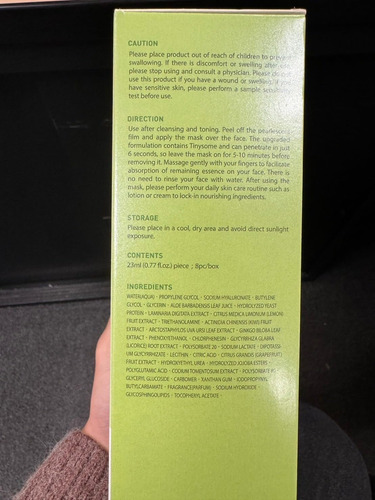 CAUTION
Please place product out of reach of children to prevent
swallowing. If there is discomfort or swelling after use,
please stop using and consult a physician. Please do not
use this product if you have a wound or swelling. If you
have sensitive skin, please perform a sample sensitivity
test before use.
DIRECTION
Use after cleansing and toning. Peel off the pearlescent
film and apply the mask over the face. The upgraded
formulation contains Tinysome and can penetrate in just
6 seconds, so leave the mask on for 5-10 minutes before
removing it. Massage gently with your fingers to facilicate
absorption of remaining essence on your face. There is
no need to rinse your face with water. After using the
mask, please perform your daily skin care routine such as
lotion or cream to lock-in nourishing ingredients.
STORAGE
Please place in a cool, dry area and avoid direct sunlight
exposure.
CONTENTS
23ml (0.77 fl.oz.) piece ; 8pc/box
INGREDIENTS
WATER(AQUA)・PROPYLENE GLYCOL・SODIUM HYALURONATE・BUTYLENE
GLYCOL・GLYCERIN・ALOE BARBADENSIS LEAF JUICE・HYDROLYZED YEAST
PROTEIN・LAMINARIA DIGITATA EXTRACT・CITRUS MEDICA LIMONUM (LEMON)
FRUIT EXTRACT・TRIETHANOLAMINE・ACTINIDIA CHINENSIS (KIWI) FRUIT
EXTRACT・ARCTOSTAPHYLOS UVA URSI LEAF EXTRACT・GINKGO BILOBA LEAF
EXTRACT・PHENOXYETHANOL・CHLORPHENESIN・GLYCYRRHIZA GLABRA
(LICORICE) ROOT EXTRACT・POLYSORBATE 20・SODIUM LACTATE・DIPOTASSI-
UM GLYCYRRHIZATE・LECITHIN・CITRIC ACID・CITRUS GRANDIS (GRAPEFRUIT)
FRUIT EXTRACT・HYDROXYETHYL UREA・HYDROLYZED JOJOBA ESTERS・
POLYGLUTAMIC ACID・CODIUM TOMENTOSUM EXTRACT・POLYSORBATE
GLYCERYL GLUCOSIDE・CARBOMER・XANTHAN GUM・IODOPROPYNYL
BUTYLCARBAMATE・FRAGRANCE(PARFUM)・SODIUM HYDROXIDE・
GLYCOSPHINGOLIPIDS・TOCOPHERYL ACETATE